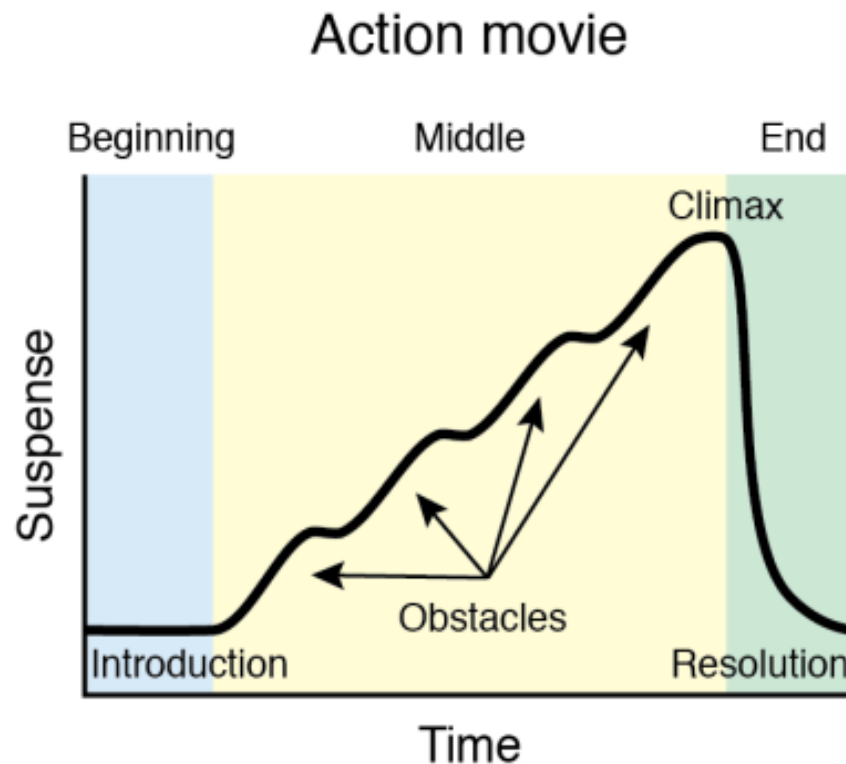 Action movie
Beginning
Middle
End
Climax
Suspense
Obstacles
Introduction
Resolution
Time